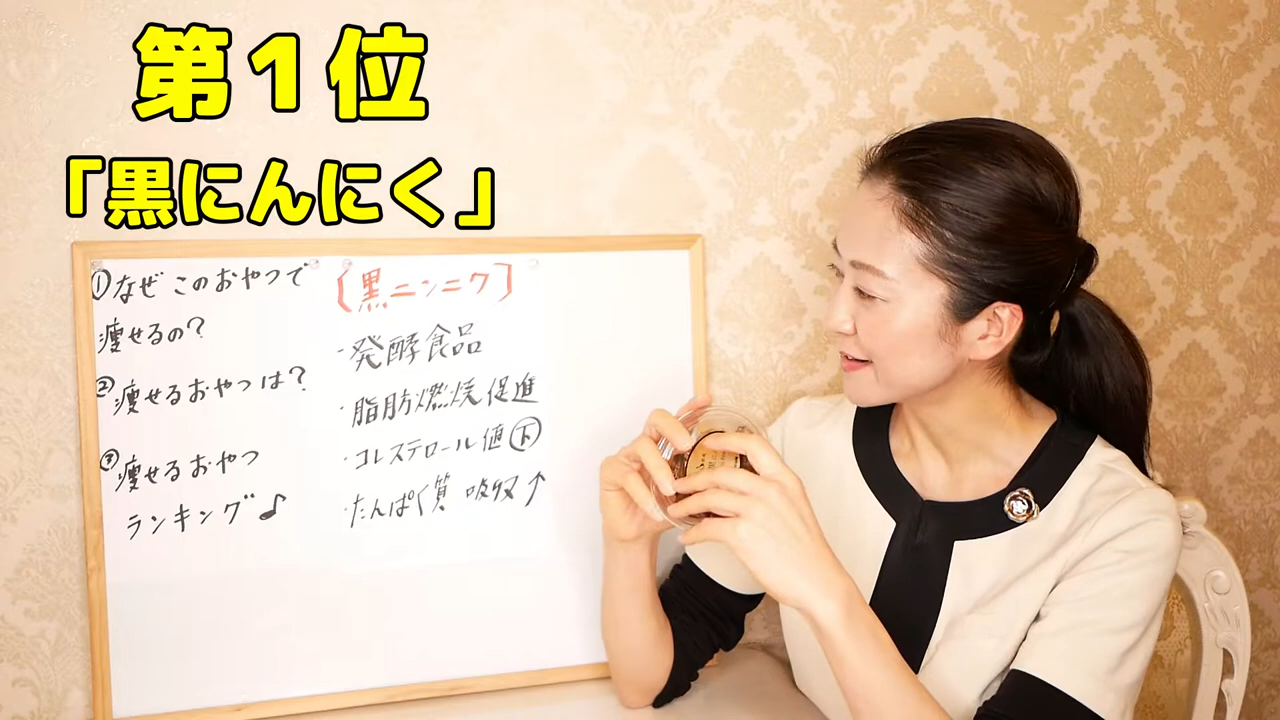 第1位
「黒にんにく」
①なぜ このおやつで
痩せるの?
②痩せるおやつは?
③痩せるおやつ
ランキング♪
〔黒ニンニク〕
・発酵食品
・脂肪燃焼促進
・コレステロール値㊦
・たんぱく質 吸収↑